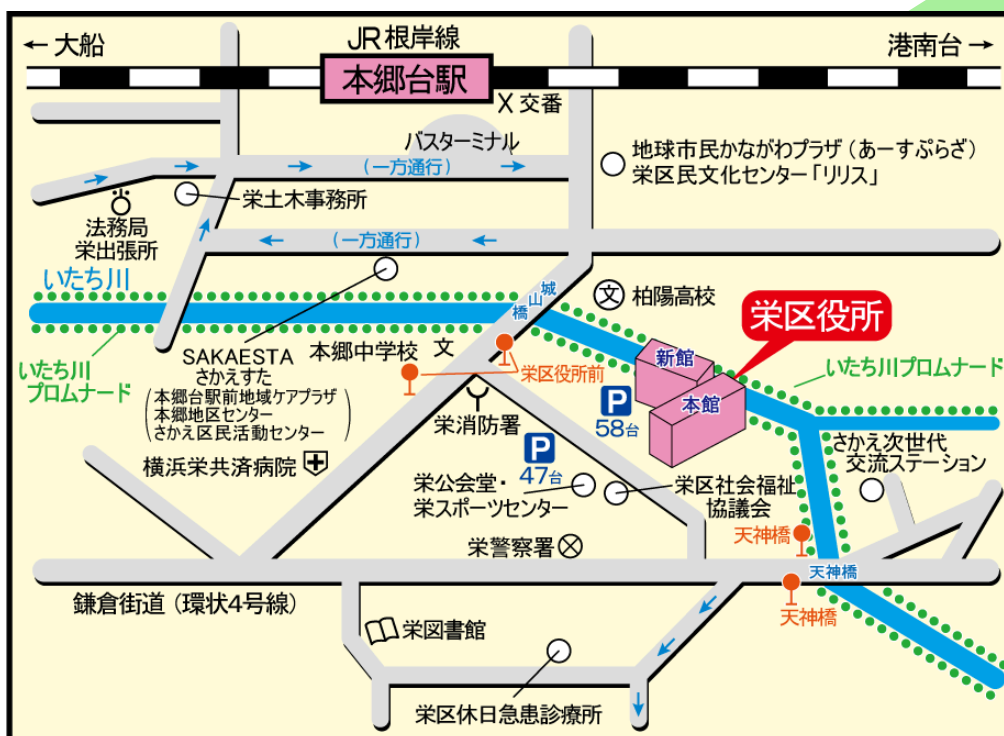 ← 大船
JR根岸線
港南台 →
本郷台駅
X 交番
バスターミナル
(一方通行)
地球市民かながわプラザ(あーすぷらざ)
栄区民文化センター「リリス」
栄土木事務所
法務局
栄出張所
(一方通行)
いたち川
城山橋
文 柏陽高校
栄区役所
新館
本館
いたち川
プロムナード
SAKAESTA
さかえすた
(本郷台駅前地域ケアプラザ
本郷地区センター
さかえ区民活動センター)
本郷中学校 文
栄区役所前
いたち川プロムナード
P
58台
栄消防署
P
47台
さかえ次世代
交流ステーション
横浜栄共済病院
栄公会堂・
栄スポーツセンター
栄区社会福祉
協議会
天神橋
栄警察署
天神橋
天神橋
鎌倉街道(環状4号線)
栄図書館
栄区休日急患診療所